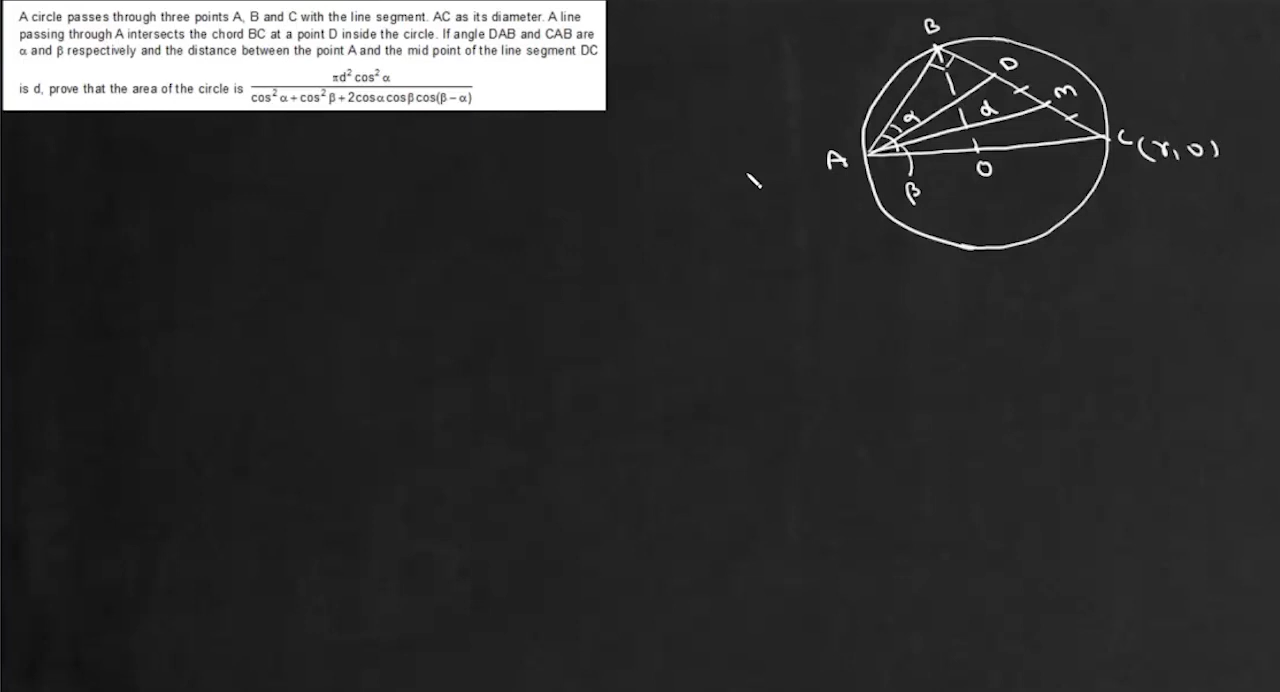 A circle passes through three points A, B and C with the line segment. AC as its diameter. A line
passing through A intersects the chord BC at a point D inside the circle. If angle DAB and CAB are
α and β respectively and the distance between the point A and the mid point of the line segment DC
is d, prove that the area of the circle is πd² cos² α / cos² α + cos² β + 2cosα cosβ cos(β – α)
B
D
m
α
d
A
O
C(r,0)
β